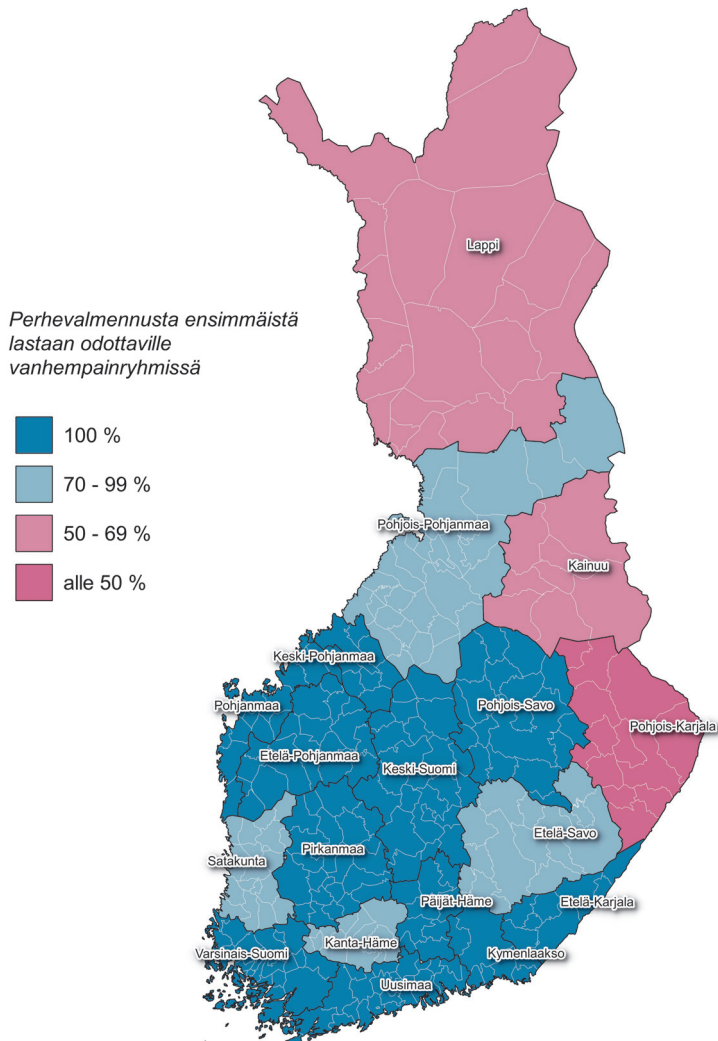 Perhevalmennusta ensimmäistä
lastaan odottaville
vanhempainryhmissä
100 %
70 - 99 %
50 - 69 %
alle 50 %
Lappi
Pohjois-Pohjanmaa
Kainuu
Keski-Pohjanmaa
Pohjanmaa
Pohjois-Savo
Pohjois-Karjala
Etelä-Pohjanmaa
Keski-Suomi
Etelä-Savo
Satakunta
Pirkanmaa
Päijät-Häme
Etelä-Karjala
Varsinais-Suomi
Kanta-Häme
Kymenlaakso
Uusimaa